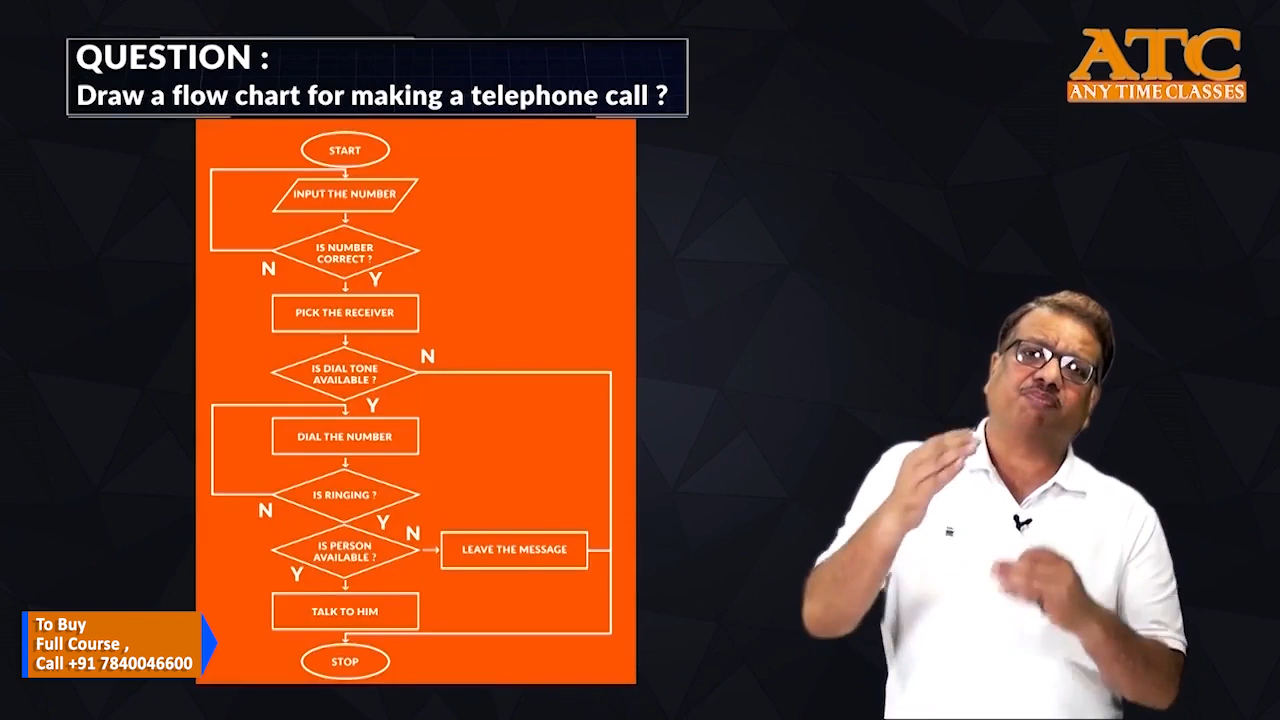 QUESTION :
Draw a flow chart for making a telephone call ?
ATC
ANY TIME CLASSES
START
INPUT THE NUMBER
IS NUMBER
CORRECT ?
N
Y
PICK THE RECEIVER
IS DIAL TONE
AVAILABLE ?
N
Y
DIAL THE NUMBER
IS RINGING ?
N
Y
IS PERSON
AVAILABLE ?
N
LEAVE THE MESSAGE
Y
TALK TO HIM
STOP
To Buy
Full Course ,
Call +91 7840046600